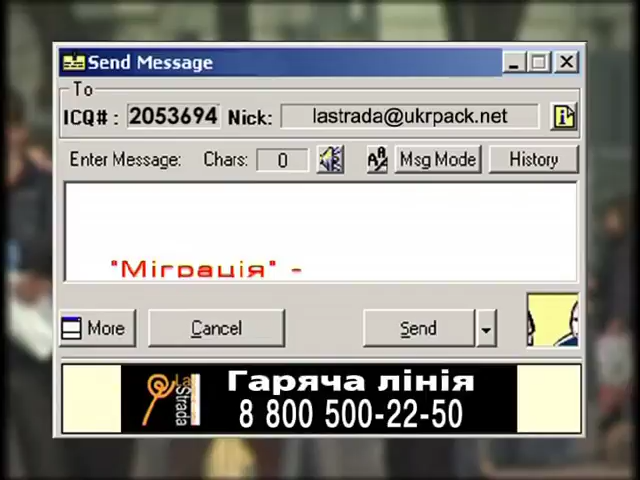 Send Message
To
ICQ# : 2053694 Nick: lastrada@ukrpack.net
Enter Message: Chars: 0 Msg Mode History
"Міграція" -
More Cancel Send
La Strada
Гаряча лінія
8 800 500-22-50